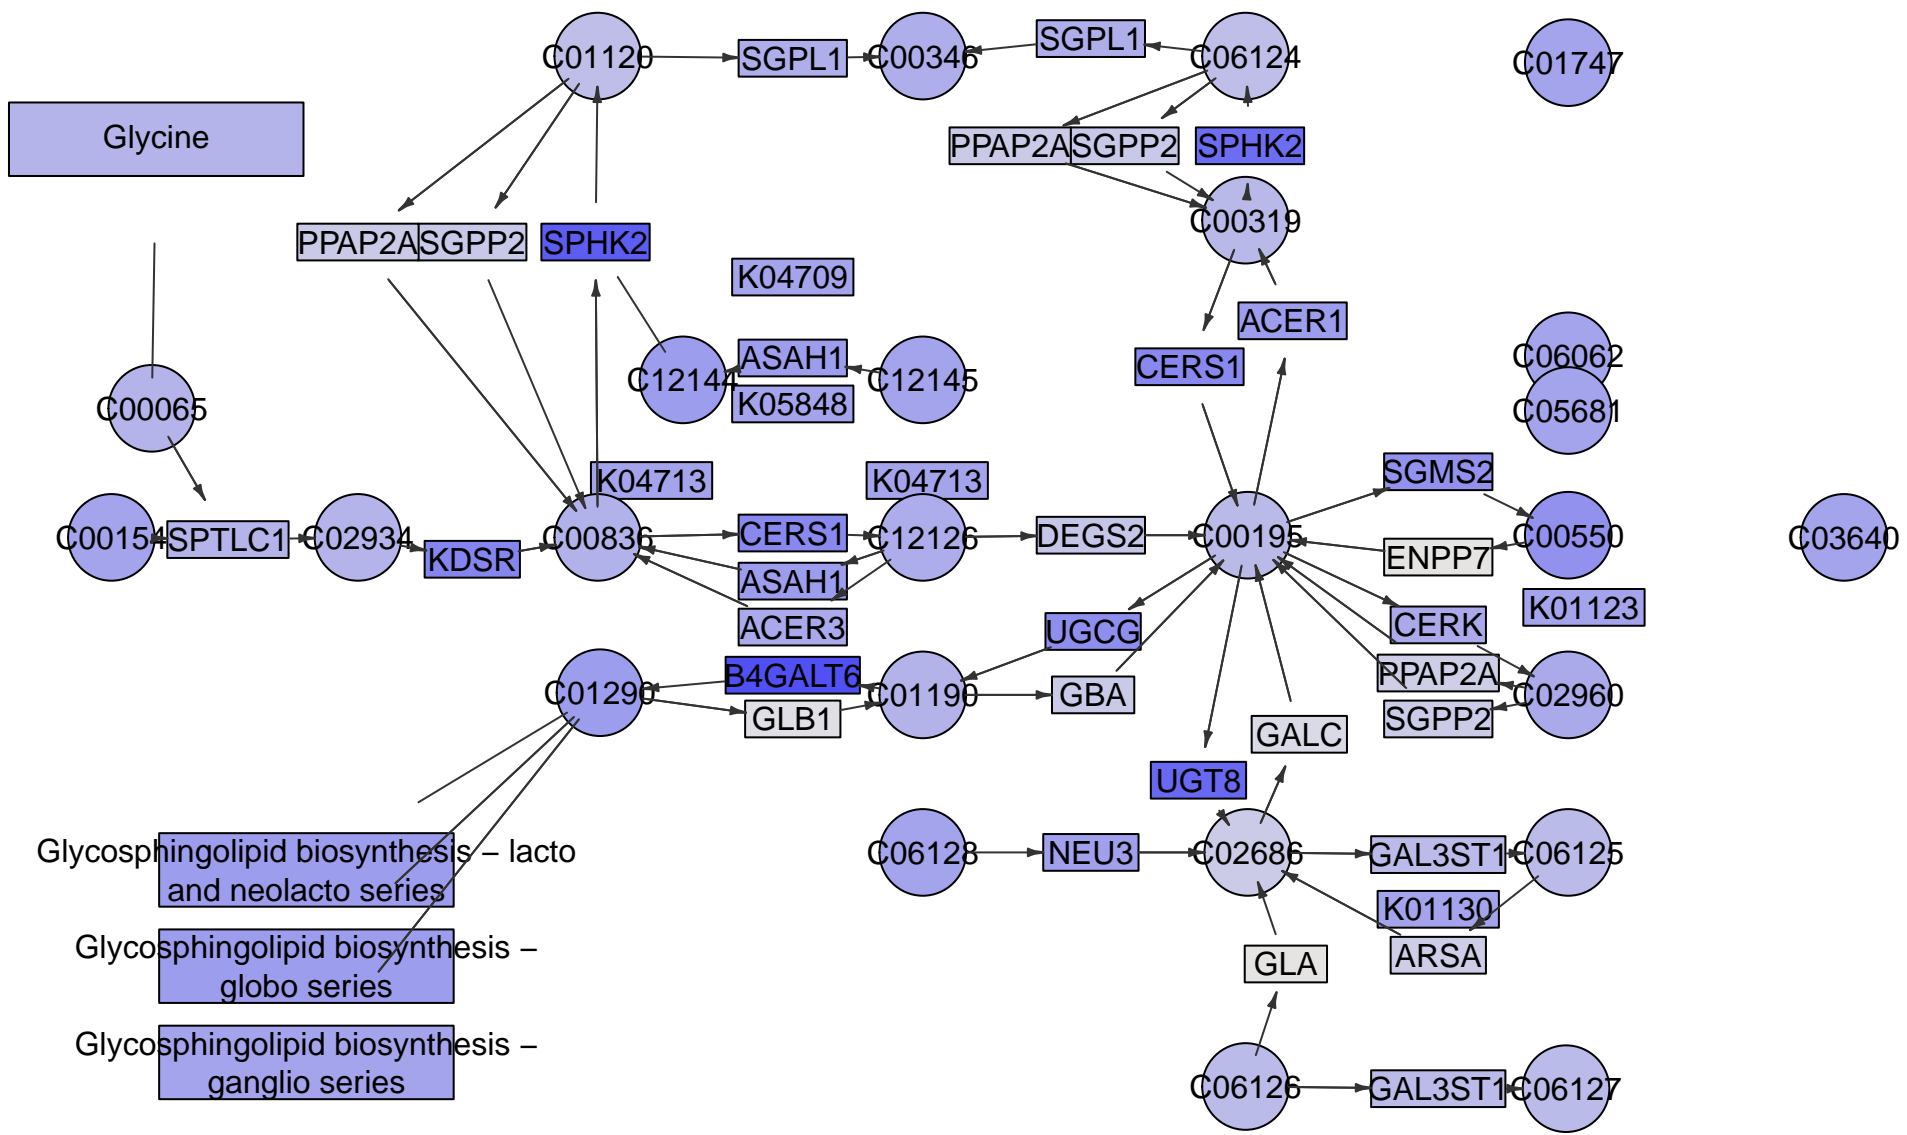 C01120
SGPL1
C00346
SGPL1
C06124
C01747
Glycine
PPAP2A
SGPP2
SPHK2
PPAP2A
SGPP2
SPHK2
C00319
K04709
ACER1
C12144
ASAH1
C12145
K05848
CERS1
C06062
C05681
C00065
K04713
K04713
SGMS2
C00154
SPTLC1
C02934
KDSR
C00836
CERS1
C12126
DEGS2
C00195
ENPP7
C00550
C03640
ASAH1
ACER3
UGCG
CERK
K01123
C01290
B4GALT6
GLB1
C01190
GBA
PPAP2A
SGPP2
C02960
GALC
UGT8
Glycosphingolipid biosynthesis – lacto
and neolacto series
C06128
NEU3
C02686
GAL3ST1
C06125
K01130
ARSA
Glycosphingolipid biosynthesis –
globo series
GLA
Glycosphingolipid biosynthesis –
ganglio series
C06126
GAL3ST1
C06127